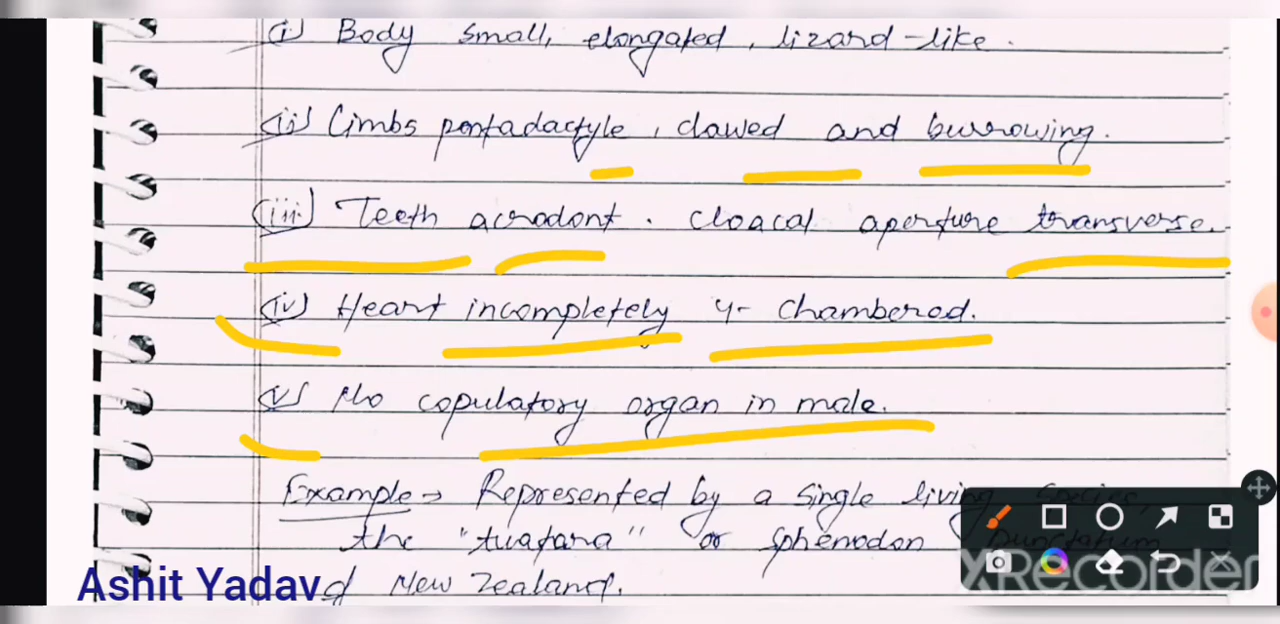 (i) Body small, elongated, lizard-like.
(ii) Limbs pentadactyle, clawed and burrowing.
(iii) Teeth acrodont. Cloacal aperture transverse.
(iv) Heart incompletely 4-chambered.
(v) No copulatory organ in male.
Example → Represented by a single living species,
the "tuatara" or Sphenodon punctatum
of New Zealand.
Ashit Yadav
XRecorder